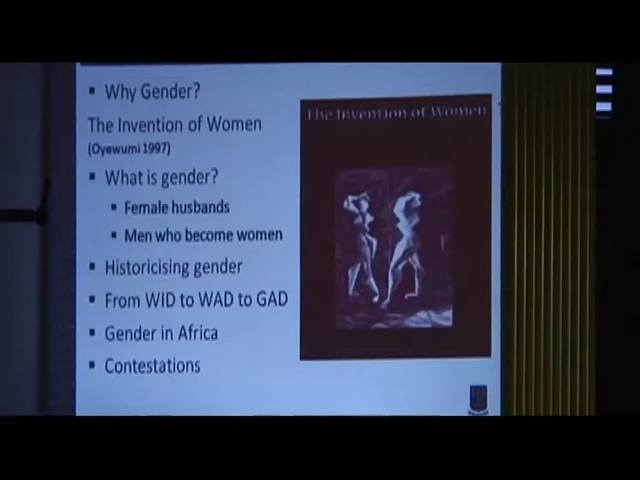 Why Gender?
The Invention of Women
(Oyewumi 1997)
What is gender?
Female husbands
Men who become women
Historicising gender
From WID to WAD to GAD
Gender in Africa
Contestations
The Invention of Women